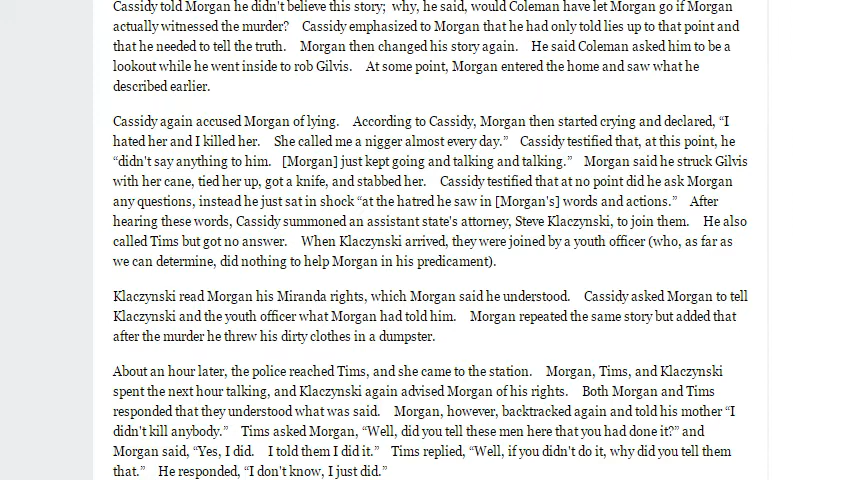 Cassidy told Morgan he didn't believe this story; why, he said, would Coleman have let Morgan go if Morgan
actually witnessed the murder? Cassidy emphasized to Morgan that he had only told lies up to that point and
that he needed to tell the truth. Morgan then changed his story again. He said Coleman asked him to be a
lookout while he went inside to rob Gilvis. At some point, Morgan entered the home and saw what he
described earlier.
Cassidy again accused Morgan of lying. According to Cassidy, Morgan then started crying and declared, “I
hated her and I killed her. She called me a nigger almost every day.” Cassidy testified that, at this point, he
“didn't say anything to him. [Morgan] just kept going and talking and talking.” Morgan said he struck Gilvis
with her cane, tied her up, got a knife, and stabbed her. Cassidy testified that at no point did he ask Morgan
any questions, instead he just sat in shock “at the hatred he saw in [Morgan's] words and actions.” After
hearing these words, Cassidy summoned an assistant state's attorney, Steve Klaczynski, to join them. He also
called Tims but got no answer. When Klaczynski arrived, they were joined by a youth officer (who, as far as
we can determine, did nothing to help Morgan in his predicament).
Klaczynski read Morgan his Miranda rights, which Morgan said he understood. Cassidy asked Morgan to tell
Klaczynski and the youth officer what Morgan had told him. Morgan repeated the same story but added that
after the murder he threw his dirty clothes in a dumpster.
About an hour later, the police reached Tims, and she came to the station. Morgan, Tims, and Klaczynski
spent the next hour talking, and Klaczynski again advised Morgan of his rights. Both Morgan and Tims
responded that they understood what was said. Morgan, however, backtracked again and told his mother “I
didn't kill anybody.” Tims asked Morgan, “Well, did you tell these men here that you had done it?” and
Morgan said, “Yes, I did. I told them I did it.” Tims replied, “Well, if you didn't do it, why did you tell them
that.” He responded, “I don't know, I just did.”